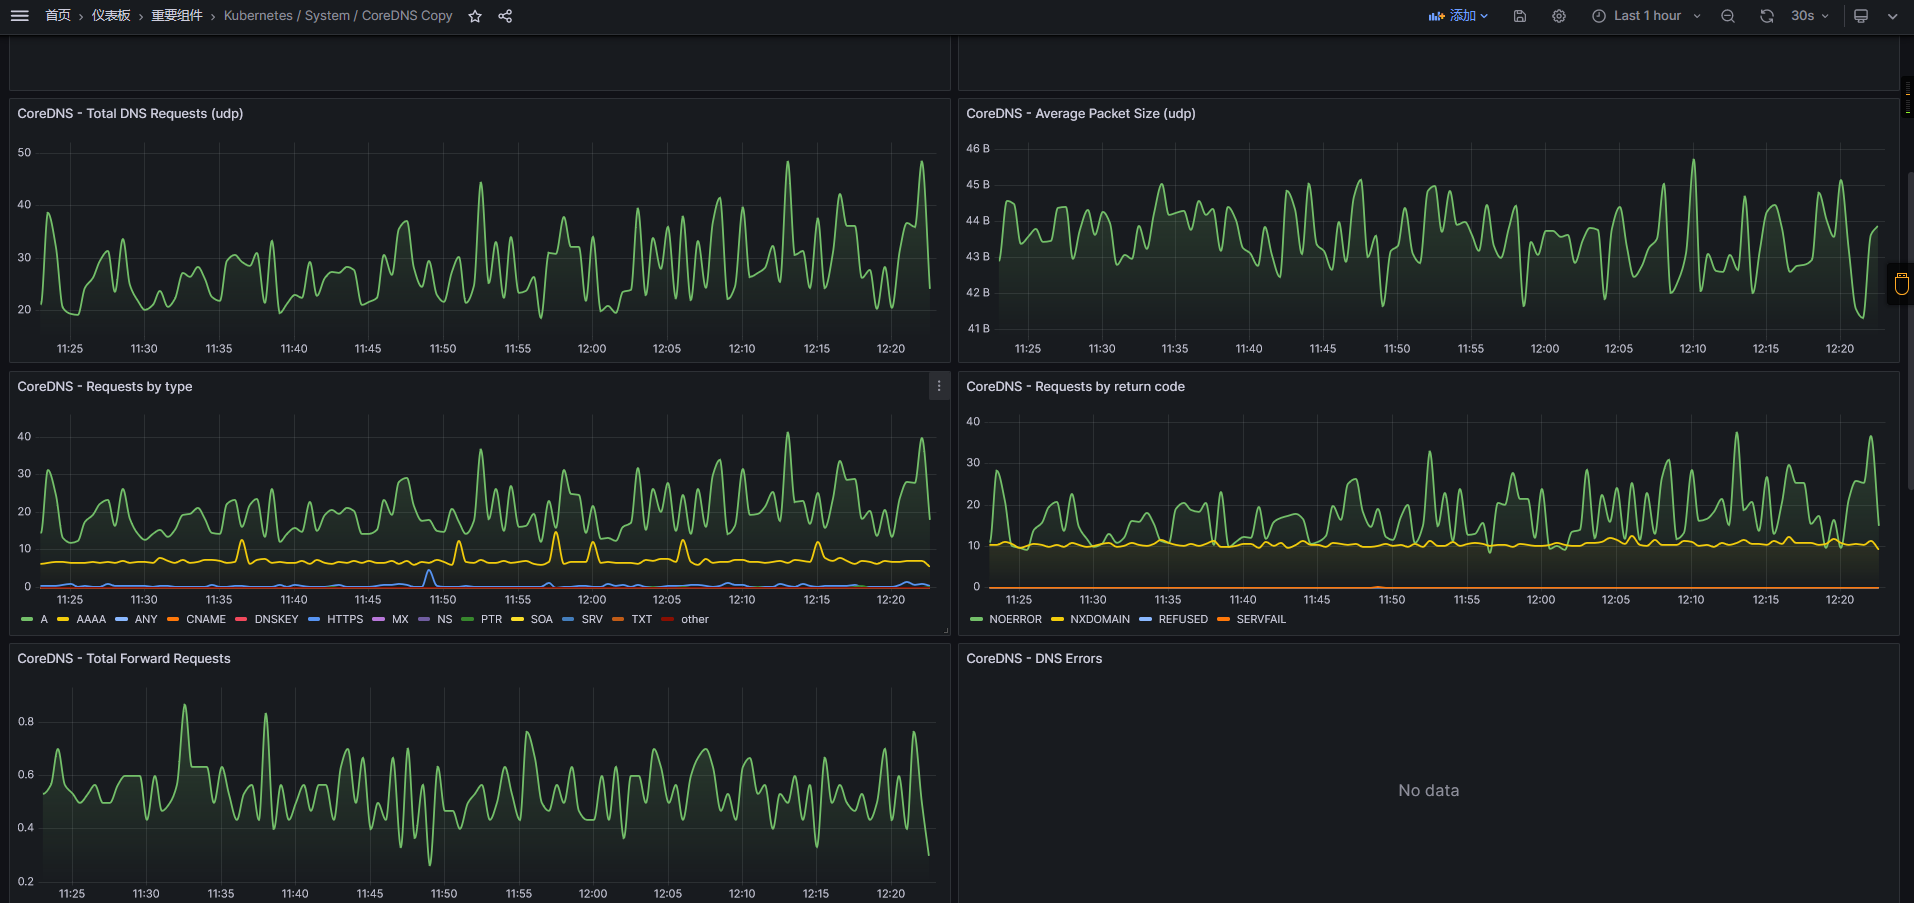 首页 › 仪表板 › 重要组件 › Kubernetes / System / CoreDNS Copy 添加 Last 1 hour 30s
CoreDNS - Total DNS Requests (udp)
50
40
30
20
11:25 11:30 11:35 11:40 11:45 11:50 11:55 12:00 12:05 12:10 12:15 12:20
CoreDNS - Average Packet Size (udp)
46 B
45 B
44 B
43 B
42 B
41 B
11:25 11:30 11:35 11:40 11:45 11:50 11:55 12:00 12:05 12:10 12:15 12:20
CoreDNS - Requests by type
40
30
20
10
0
11:25 11:30 11:35 11:40 11:45 11:50 11:55 12:00 12:05 12:10 12:15 12:20
A AAAA ANY CNAME DNSKEY HTTPS MX NS PTR SOA SRV TXT other
CoreDNS - Requests by return code
40
30
20
10
0
11:25 11:30 11:35 11:40 11:45 11:50 11:55 12:00 12:05 12:10 12:15 12:20
NOERROR NXDOMAIN REFUSED SERVFAIL
CoreDNS - Total Forward Requests
0.8
0.6
0.4
0.2
11:25 11:30 11:35 11:40 11:45 11:50 11:55 12:00 12:05 12:10 12:15 12:20
CoreDNS - DNS Errors
No data